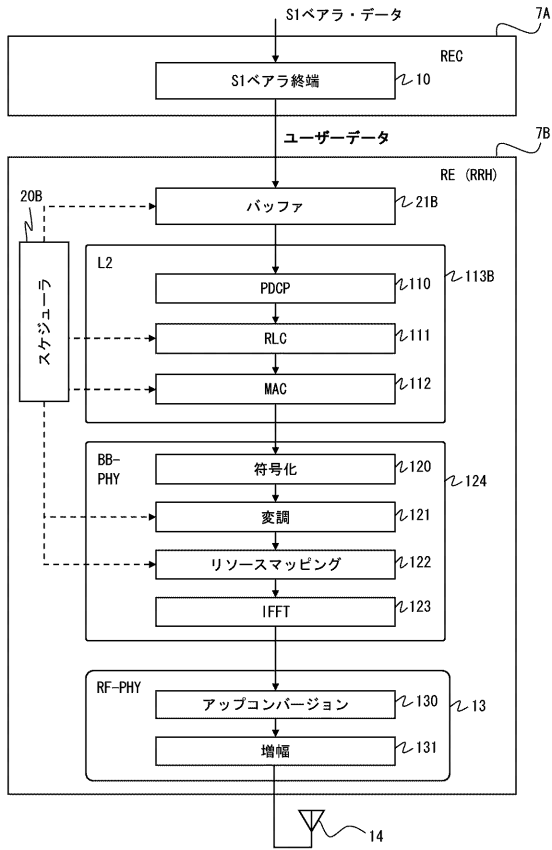 S1ベアラ・データ
7A
REC
S1ベアラ終端
10
ユーザーデータ
7B
RE (RRH)
20B
バッファ
21B
スケジューラ
L2
113B
PDCP
110
RLC
111
MAC
112
BB-
PHY
124
符号化
120
変調
121
リソースマッピング
122
IFFT
123
RF-PHY
13
アップコンバージョン
130
増幅
131
14